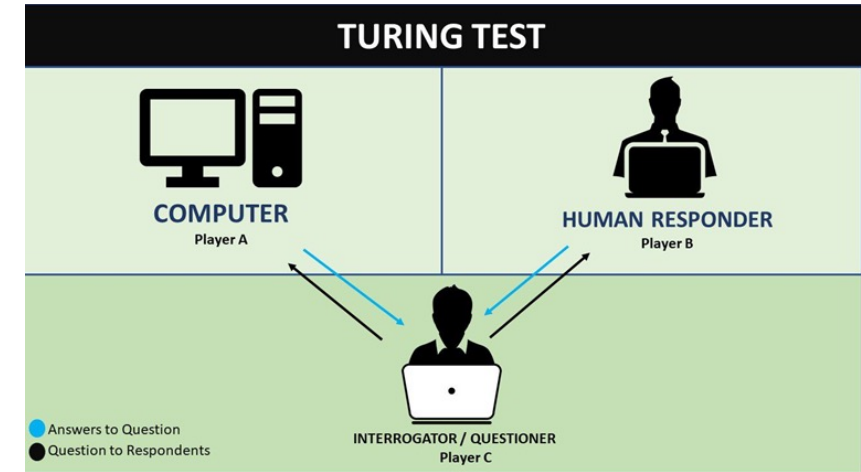 TURING TEST
COMPUTER
Player A
HUMAN RESPONDER
Player B
Answers to Question
Question to Respondents
INTERROGATOR / QUESTIONER
Player C